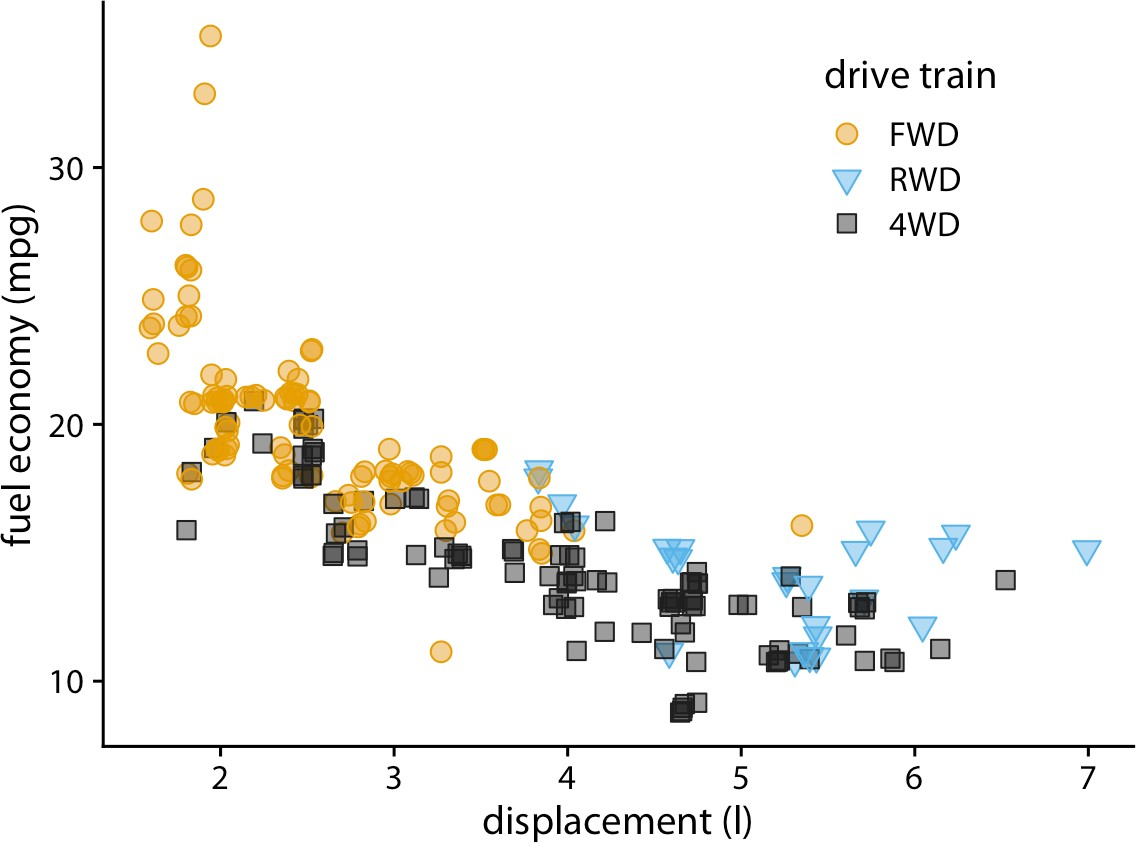 drive train
FWD
RWD
4WD
fuel economy (mpg)
30
20
10
2 3 4 5 6 7
displacement (l)